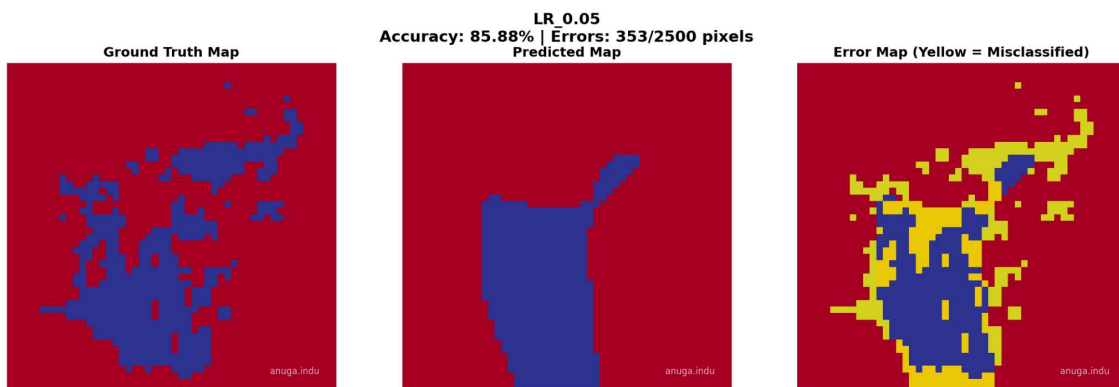 LR_0.05
Accuracy: 85.88% | Errors: 353/2500 pixels
Ground Truth Map
Predicted Map
Error Map (Yellow = Misclassified)
anuga.indu
anuga.indu
anuga.indu